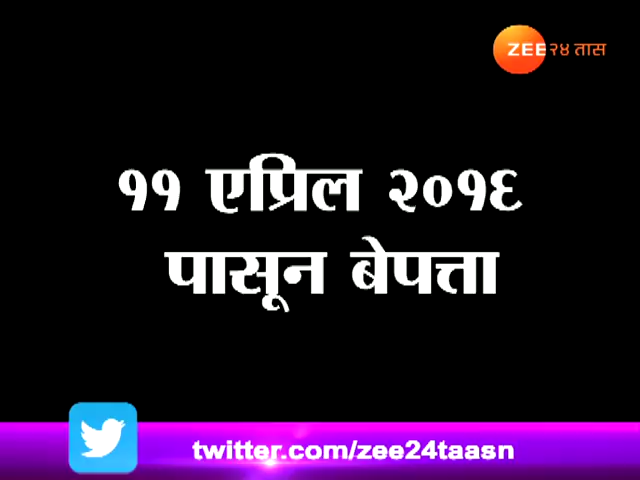 ZEE २४ तास
११ एप्रिल २०१६
पासून बेपत्ता
twitter.com/zee24taasn